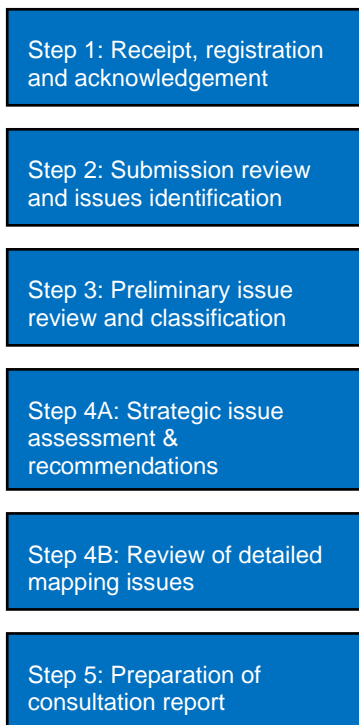 Step 1: Receipt, registration
and acknowledgement
Step 2: Submission review
and issues identification
Step 3: Preliminary issue
review and classification
Step 4A: Strategic issue
assessment &
recommendations
Step 4B: Review of detailed
mapping issues
Step 5: Preparation of
consultation report